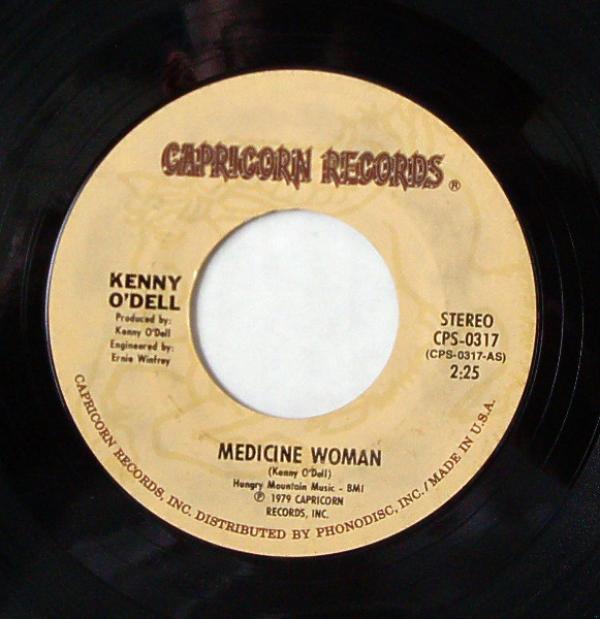 CAPRICORN RECORDS®
KENNY
O'DELL
Produced by:
Kenny O'Dell
Engineered by:
Ernie Winfrey
STEREO
CPS-0317
(CPS-0317-AS)
2:25
MEDICINE WOMAN
(Kenny O'Dell)
Hungry Mountain Music - BMI
℗ 1979 CAPRICORN
RECORDS, INC.
CAPRICORN RECORDS, INC. DISTRIBUTED BY PHONODISC, INC./MADE IN U.S.A.